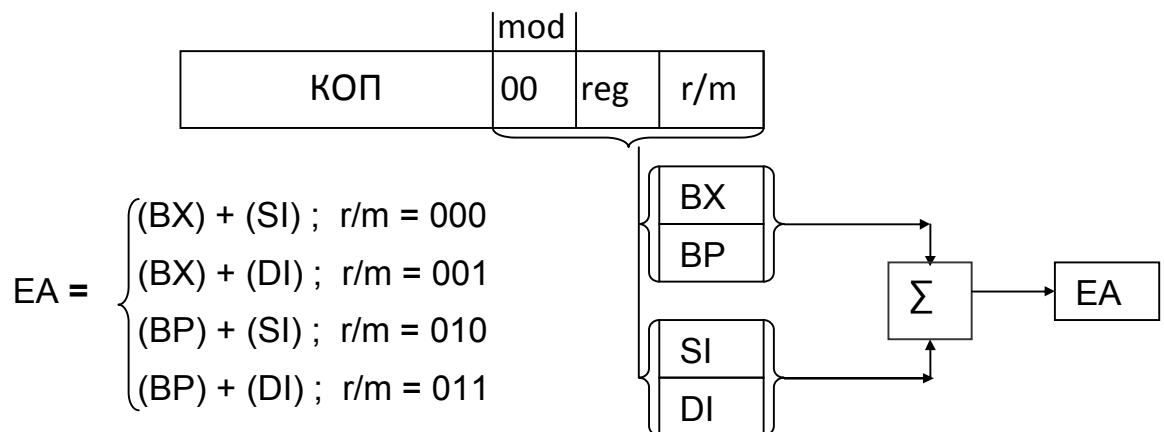 mod
КОП 00 reg r/m
BX
BP
(BX) + (SI) ; r/m = 000
(BX) + (DI) ; r/m = 001
EA = 
(BP) + (SI) ; r/m = 010
(BP) + (DI) ; r/m = 011
Σ
EA
SI
DI